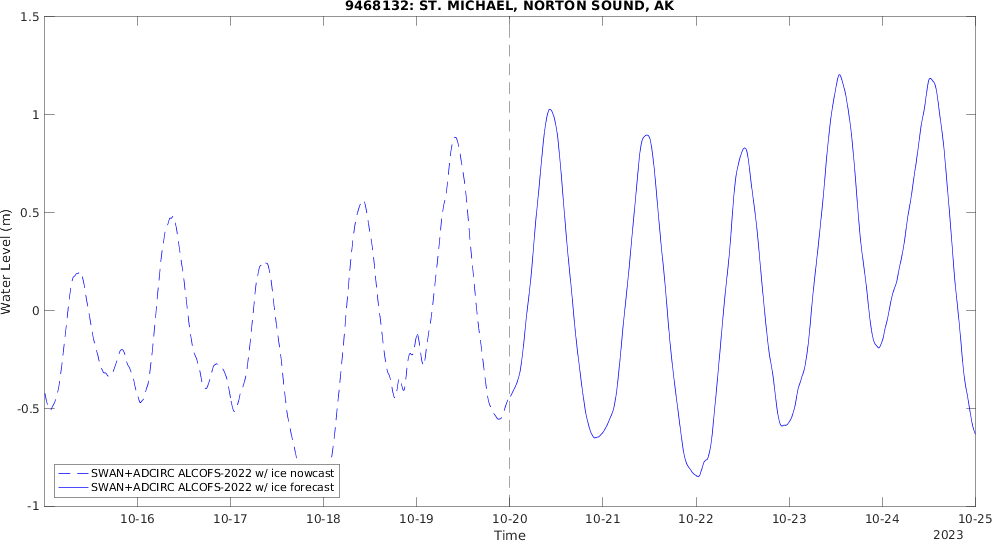 9468132: ST. MICHAEL, NORTON SOUND, AK
1.5
1
0.5
0
-0.5
-1
Water Level (m)
SWAN+ADCIRC ALCOFS-2022 w/ ice nowcast
SWAN+ADCIRC ALCOFS-2022 w/ ice forecast
10-16 10-17 10-18 10-19 10-20 10-21 10-22 10-23 10-24 10-25
Time
2023